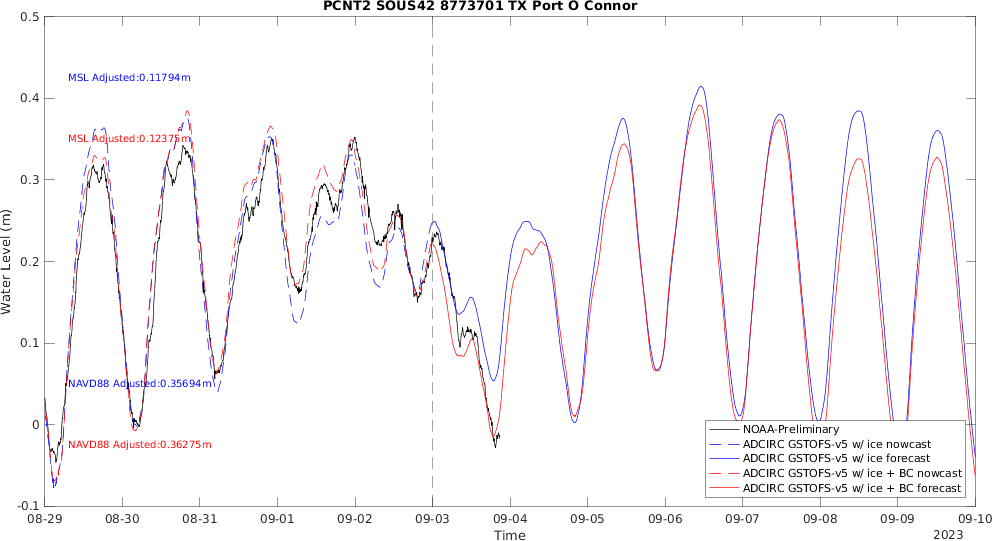 PCNT2 SOUS42 8773701 TX Port O Connor
0.5
MSL Adjusted:0.11794m
0.4
MSL Adjusted:0.12375m
0.3
Water Level (m)
0.2
0.1
NAVD88 Adjusted:0.35694m
0
NAVD88 Adjusted:0.36275m
NOAA-Preliminary
ADCIRC GSTOFS-v5 w/ ice nowcast
ADCIRC GSTOFS-v5 w/ ice forecast
ADCIRC GSTOFS-v5 w/ ice + BC nowcast
ADCIRC GSTOFS-v5 w/ ice + BC forecast
-0.1
08-29 08-30 08-31 09-01 09-02 09-03 09-04 09-05 09-06 09-07 09-08 09-09 09-10
Time
2023